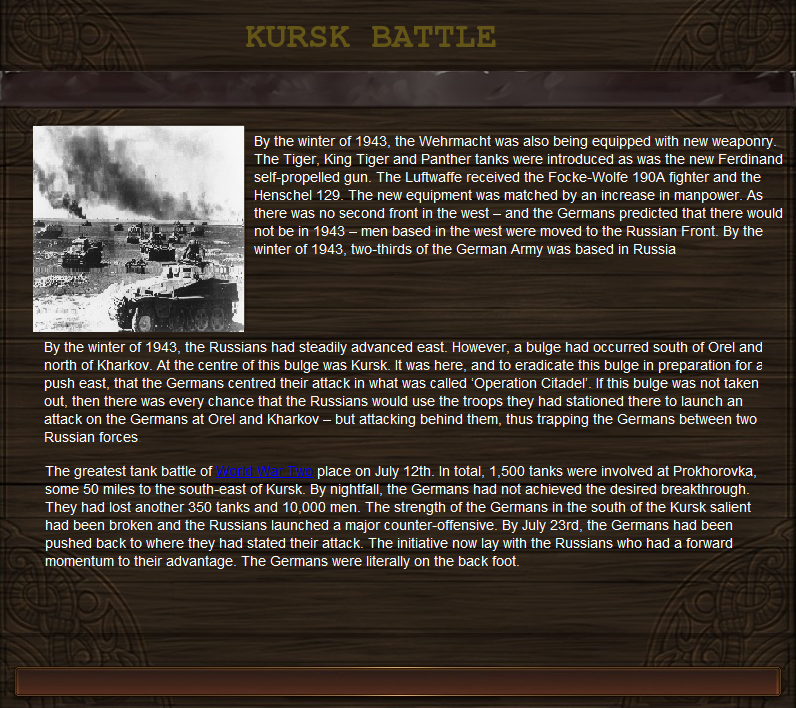 KURSK BATTLE
By the winter of 1943, the Wehrmacht was also being equipped with new weaponry.
The Tiger, King Tiger and Panther tanks were introduced as was the new Ferdinand
self-propelled gun. The Luftwaffe received the Focke-Wolfe 190A fighter and the
Henschel 129. The new equipment was matched by an increase in manpower. As
there was no second front in the west – and the Germans predicted that there would
not be in 1943 – men based in the west were moved to the Russian Front. By the
winter of 1943, two-thirds of the German Army was based in Russia
By the winter of 1943, the Russians had steadily advanced east. However, a bulge had occurred south of Orel and
north of Kharkov. At the centre of this bulge was Kursk. It was here, and to eradicate this bulge in preparation for a
push east, that the Germans centred their attack in what was called ‘Operation Citadel’. If this bulge was not taken
out, then there was every chance that the Russians would use the troops they had stationed there to launch an
attack on the Germans at Orel and Kharkov – but attacking behind them, thus trapping the Germans between two
Russian forces
The greatest tank battle of World War Two place on July 12th. In total, 1,500 tanks were involved at Prokhorovka,
some 50 miles to the south-east of Kursk. By nightfall, the Germans had not achieved the desired breakthrough.
They had lost another 350 tanks and 10,000 men. The strength of the Germans in the south of the Kursk salient
had been broken and the Russians launched a major counter-offensive. By July 23rd, the Germans had been
pushed back to where they had stated their attack. The initiative now lay with the Russians who had a forward
momentum to their advantage. The Germans were literally on the back foot.